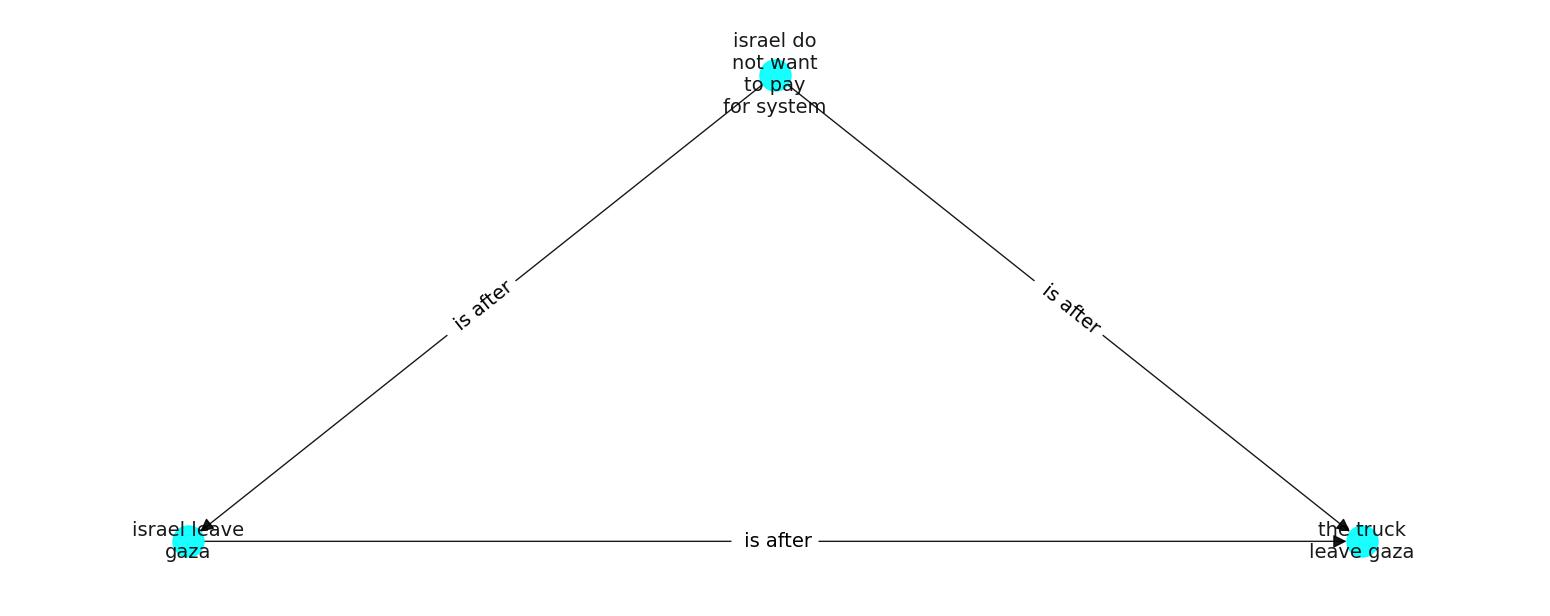 israel do
not want
to pay
for system
is after
is after
israel leave
gaza
is after
the truck
leave gaza